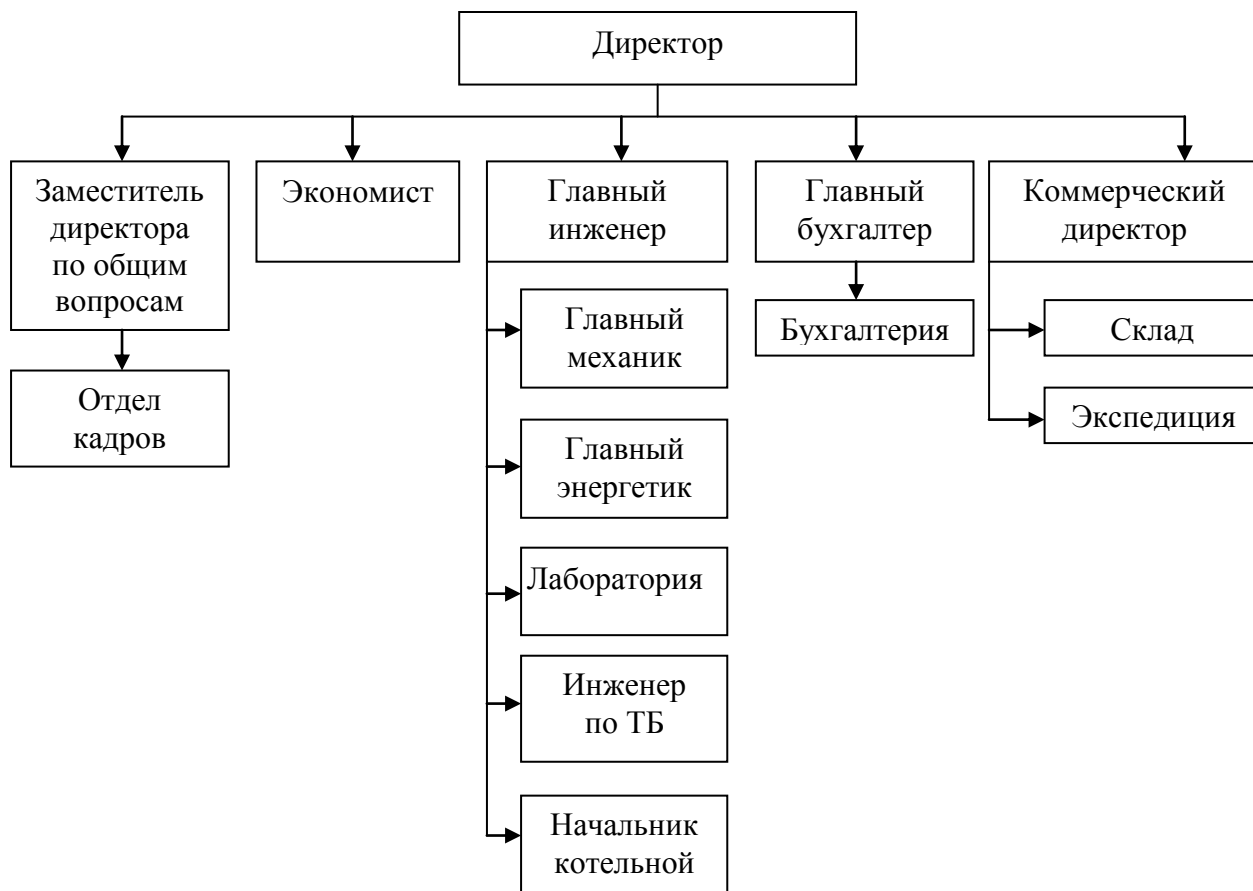 Директор
Заместитель
директора
по общим
вопросам
Экономист
Главный
инженер
Главный
бухгалтер
Коммерческий
директор
Отдел
кадров
Главный
механик
Главный
энергетик
Лаборатория
Инженер
по ТБ
Начальник
котельной
Бухгалтерия
Склад
Экспедиция